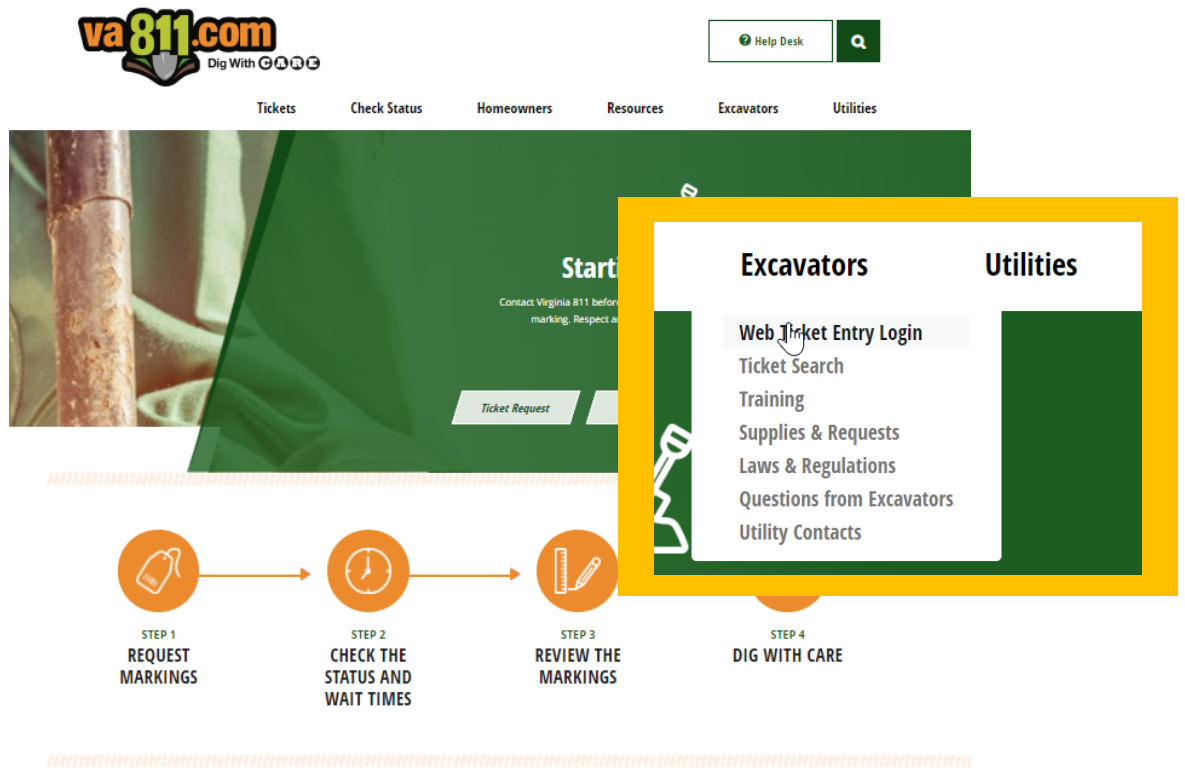 va811.com
Dig With CARE
Help Desk
Tickets Check Status Homeowners Resources Excavators Utilities
Contact Virginia 811
marking. Respect
Ticket Request
Excavators Utilities
Web Ticket Entry Login
Ticket Search
Training
Supplies & Requests
Laws & Regulations
Questions from Excavators
Utility Contacts
STEP 1
REQUEST
MARKINGS
STEP 2
CHECK THE
STATUS AND
WAIT TIMES
STEP 3
REVIEW THE
MARKINGS
STEP 4
DIG WITH CARE